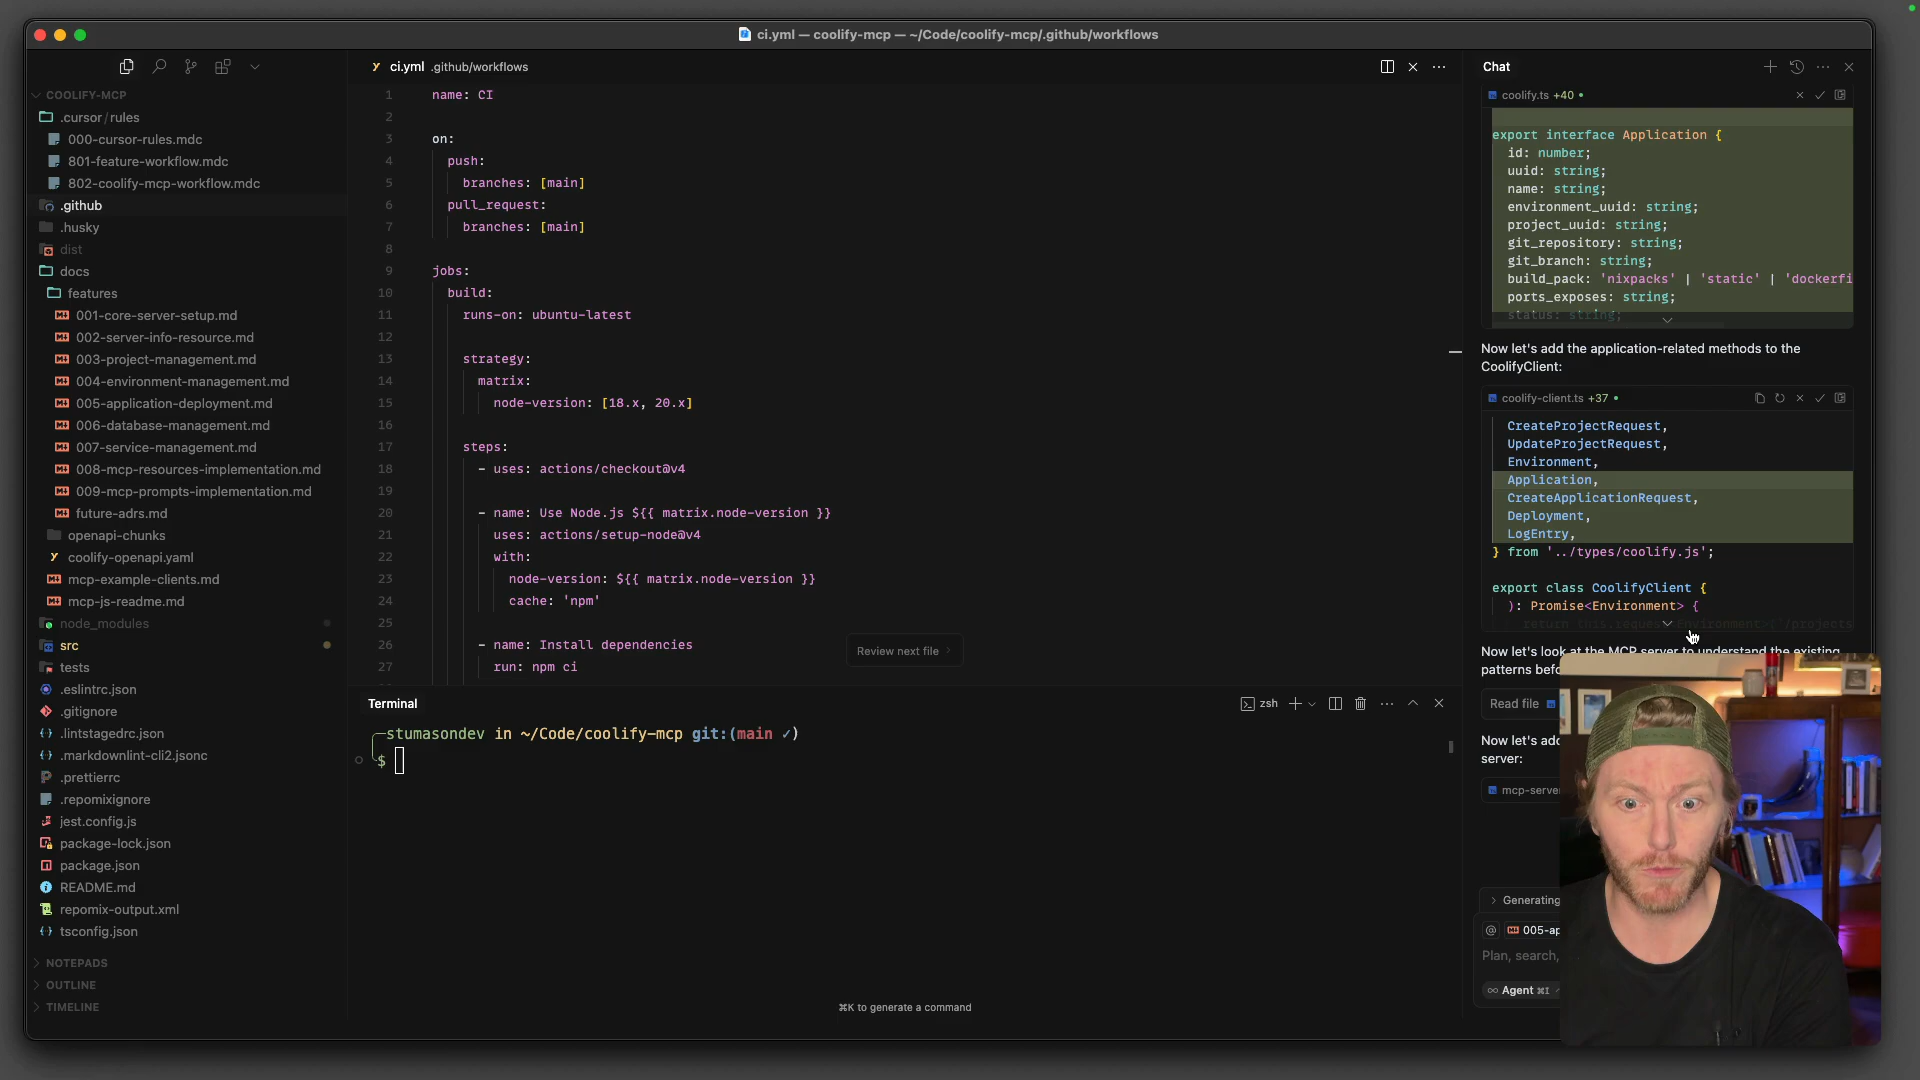 ci.yml — coolify-mcp — ~/Code/coolify-mcp/.github/workflows
COOLIFY-MCP
.cursor/rules
000-cursor-rules.mdc
801-feature-workflow.mdc
802-coolify-mcp-workflow.mdc
.github
.husky
dist
docs
features
001-core-server-setup.md
002-server-info-resource.md
003-project-management.md
004-environment-management.md
005-application-deployment.md
006-database-management.md
007-service-management.md
008-mcp-resources-implementation.md
009-mcp-prompts-implementation.md
future-adrs.md
openapi-chunks
coolify-openapi.yaml
mcp-example-clients.md
mcp-js-readme.md
node_modules
src
tests
.eslintrc.json
.gitignore
.lintstagedrc.json
.markdownlint-cli2.jsonc
.prettierrc
.repomixignore
jest.config.js
package-lock.json
package.json
README.md
repomix-output.xml
tsconfig.json
NOTEPADS
OUTLINE
TIMELINE
ci.yml .github/workflows
1 name: CI
2
3 on:
4 push:
5 branches: [main]
6 pull_request:
7 branches: [main]
8
9 jobs:
10 build:
11 runs-on: ubuntu-latest
12
13 strategy:
14 matrix:
15 node-version: [18.x, 20.x]
16
17 steps:
18 - uses: actions/checkout@v4
19
20 - name: Use Node.js ${{ matrix.node-version }}
21 uses: actions/setup-node@v4
22 with:
23 node-version: ${{ matrix.node-version }}
24 cache: 'npm'
25
26 - name: Install dependencies
27 run: npm ci
Review next file
Terminal
zsh
stumasondev in ~/Code/coolify-mcp git:(main ✓)
$
⌘K to generate a command
Chat
coolify.ts +40 •
export interface Application {
id: number;
uuid: string;
name: string;
environment_uuid: string;
project_uuid: string;
git_repository: string;
git_branch: string;
build_pack: 'nixpacks' | 'static' | 'dockerfi
ports_exposes: string;
status: string;
Now let's add the application-related methods to the
CoolifyClient:
coolify-client.ts +37 •
CreateProjectRequest,
UpdateProjectRequest,
Environment,
Application,
CreateApplicationRequest,
Deployment,
LogEntry,
} from '../types/coolify.js';
export class CoolifyClient {
): Promise<Environment> {
return this.request<Environment>(`/projects
Now let's look at the MCP server to understand the existing
patterns befo
Read file
Now let's add
server:
mcp-server
Generating
@ 005-ap
Plan, search,
∞ Agent ⌘I